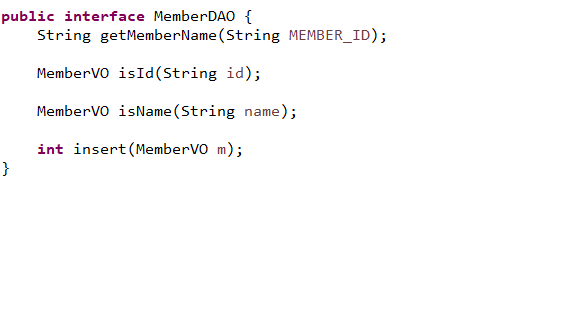 public interface MemberDAO {
    String getMemberName(String MEMBER_ID);
    MemberVO isId(String id);
    MemberVO isName(String name);
    int insert(MemberVO m);
}